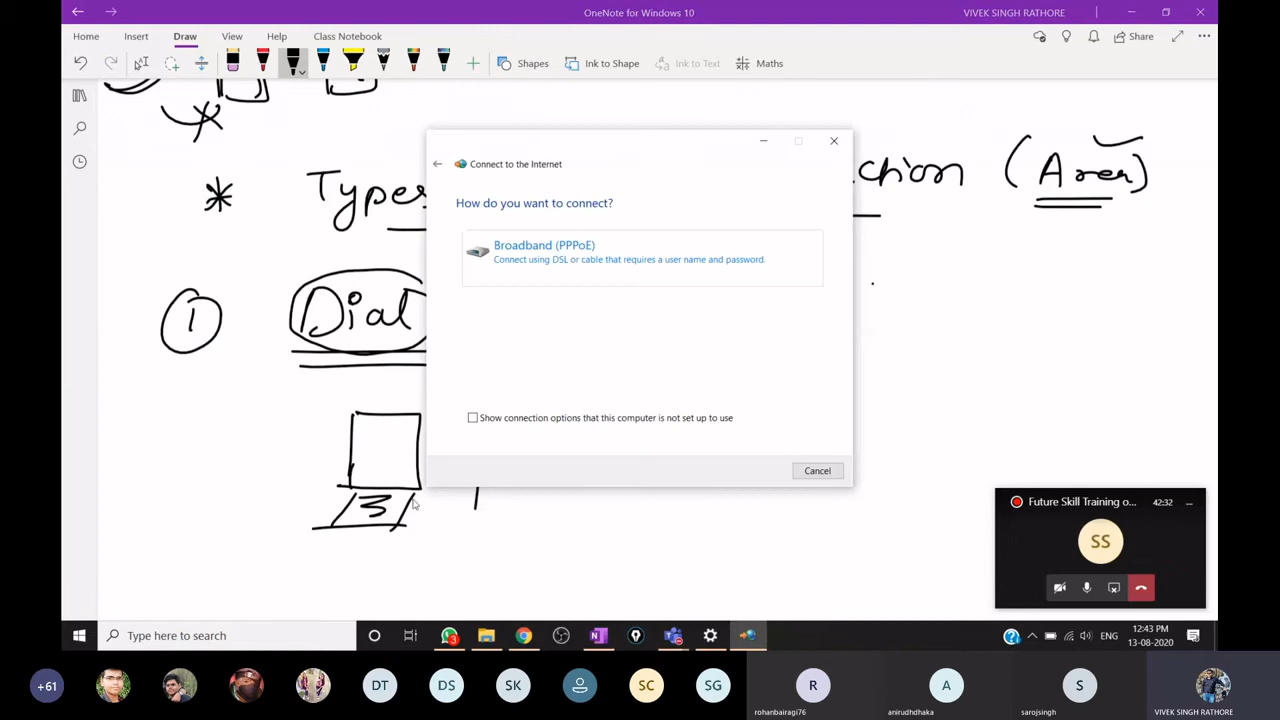 OneNote for Windows 10
VIVEK SINGH RATHORE
Home Insert Draw View Help Class Notebook
Share
Shapes
Ink to Shape
Ink to Text
Maths
* Types
ction (Area)
Connect to the Internet
How do you want to connect?
Broadband (PPPoE)
Connect using DSL or cable that requires a user name and password.
1 Dial
Show connection options that this computer is not set up to use
Cancel
Future Skill Training o...
42:32
SS
Type here to search
3
ENG
12:43 PM
13-08-2020
+61
DT
DS
SK
SC
SG
R
A
S
rohanbairagi76
anirudhdhaka
sarojsingh
VIVEK SINGH RATHORE